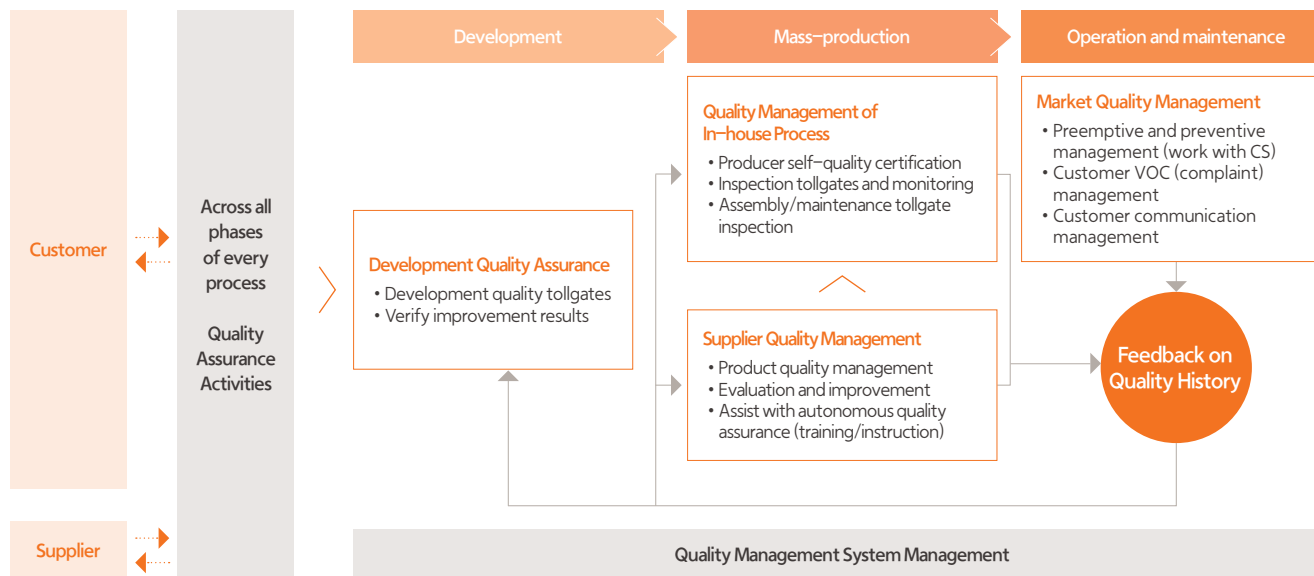 Development
Mass-production
Operation and maintenance
Customer
Supplier
Across all
phases
of every
process
Quality
Assurance
Activities
Development Quality Assurance
• Development quality tollgates
• Verify improvement results
Quality Management of
In-house Process
• Producer self-quality certification
• Inspection tollgates and monitoring
• Assembly/maintenance tollgate
inspection
Supplier Quality Management
• Product quality management
• Evaluation and improvement
• Assist with autonomous quality
assurance (training/instruction)
Market Quality Management
• Preemptive and preventive
management (work with CS)
• Customer VOC (complaint)
management
• Customer communication
management
Feedback on
Quality History
Quality Management System Management